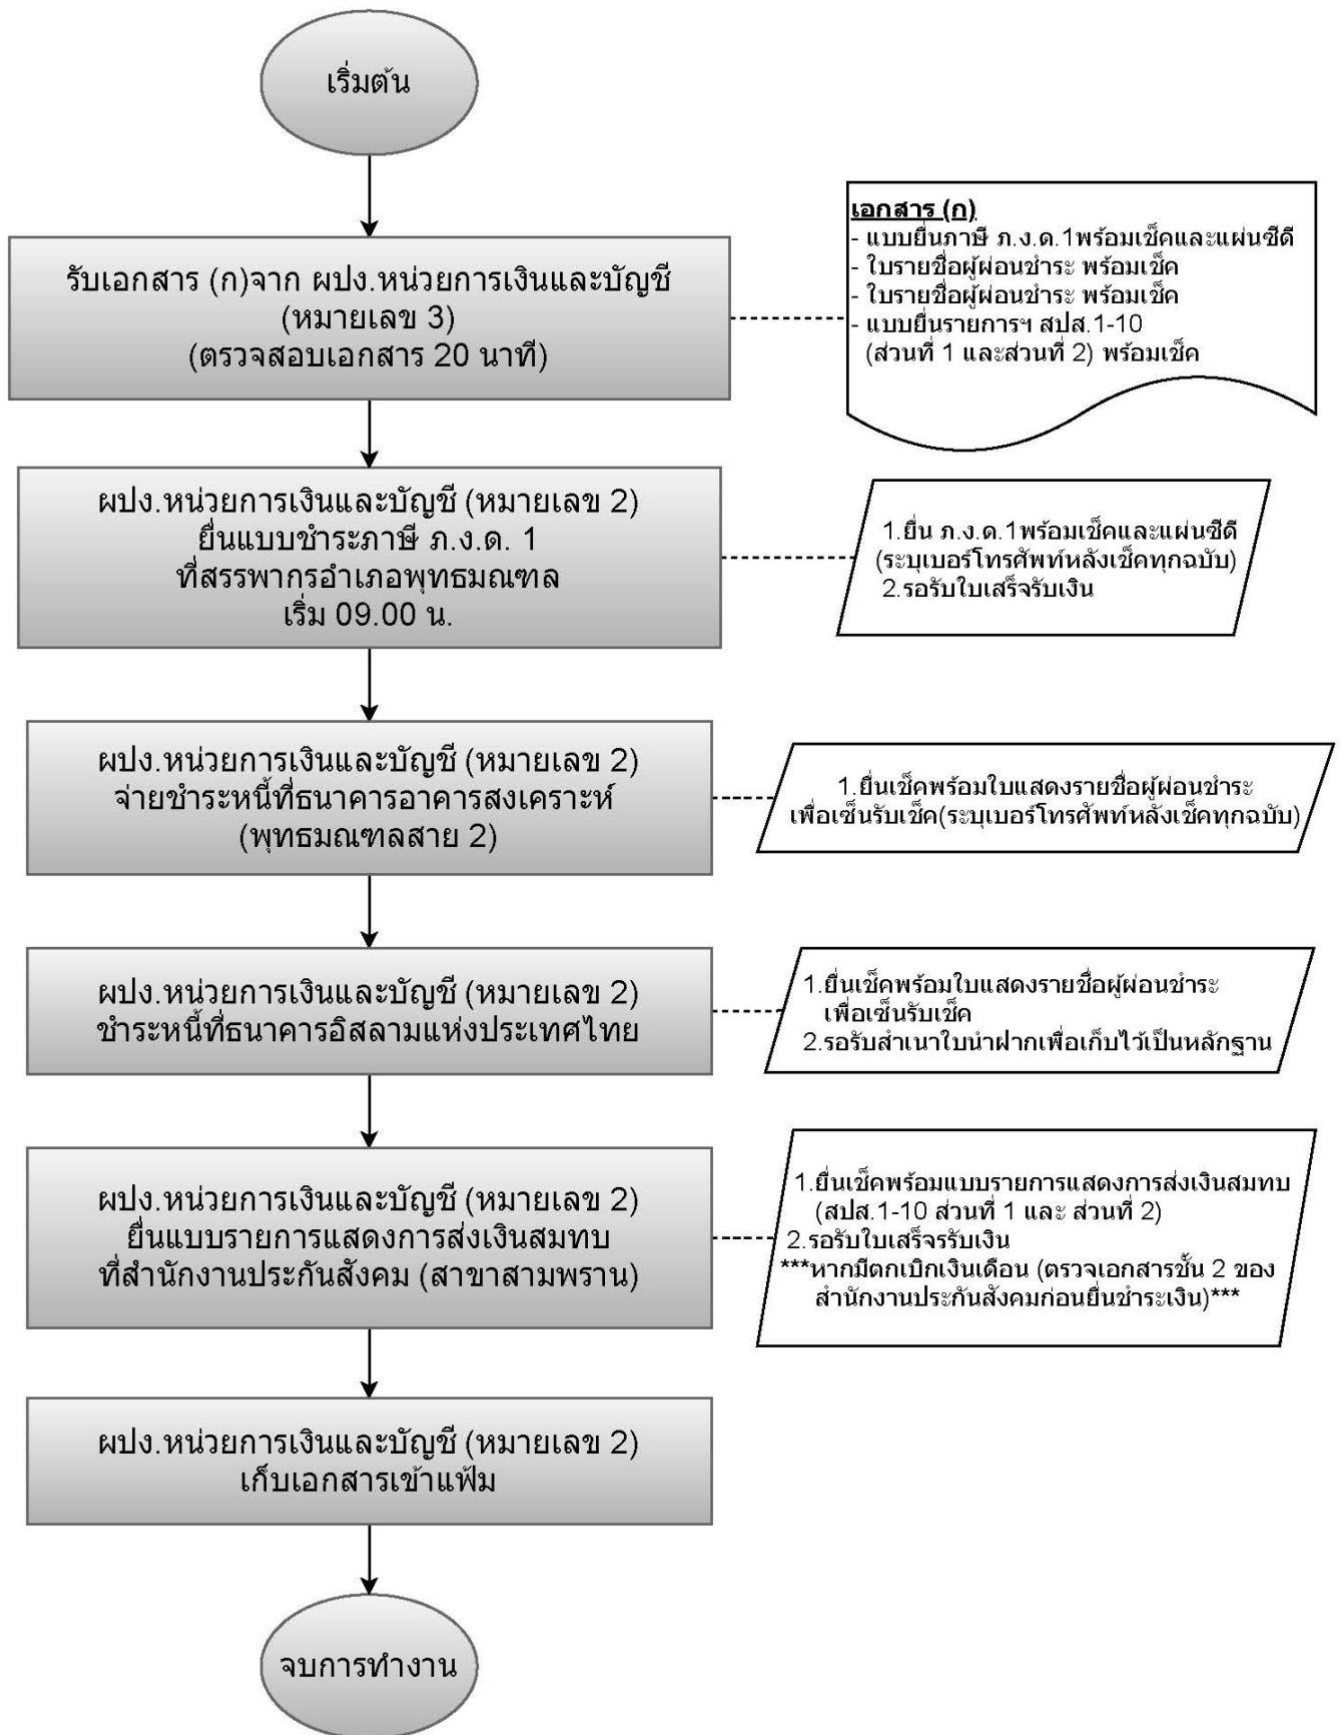 เริ่มต้น
รับเอกสาร (ก)จาก ผปง.หน่วยการเงินและบัญชี
(หมายเลข 3)
(ตรวจสอบเอกสาร 20 นาที)
เอกสาร (ก)
- แบบยื่นภาษี ภ.ง.ด.1พร้อมเช็คและแผ่นซีดี
- ใบรายชื่อผู้ผ่อนชำระ พร้อมเช็ค
- ใบรายชื่อผู้ผ่อนชำระ พร้อมเช็ค
- แบบยื่นรายการฯ สปส.1-10
(ส่วนที่ 1 และส่วนที่ 2) พร้อมเช็ค
ผปง.หน่วยการเงินและบัญชี (หมายเลข 2)
ยื่นแบบชำระภาษี ภ.ง.ด. 1
ที่สรรพากรอำเภอพุทธมณฑล
เริ่ม 09.00 น.
1.ยื่น ภ.ง.ด.1พร้อมเช็คและแผ่นซีดี
(ระบุเบอร์โทรศัพท์หลังเช็คทุกฉบับ)
2.รอรับใบเสร็จรับเงิน
ผปง.หน่วยการเงินและบัญชี (หมายเลข 2)
จ่ายชำระหนี้ที่ธนาคารอาคารสงเคราะห์
(พุทธมณฑลสาย 2)
1.ยื่นเช็คพร้อมใบแสดงรายชื่อผู้ผ่อนชำระ
เพื่อเซ็นรับเช็ค(ระบุเบอร์โทรศัพท์หลังเช็คทุกฉบับ)
ผปง.หน่วยการเงินและบัญชี (หมายเลข 2)
ชำระหนี้ที่ธนาคารอิสลามแห่งประเทศไทย
1.ยื่นเช็คพร้อมใบแสดงรายชื่อผู้ผ่อนชำระ
เพื่อเซ็นรับเช็ค
2.รอรับสำเนาใบนำฝากเพื่อเก็บไว้เป็นหลักฐาน
ผปง.หน่วยการเงินและบัญชี (หมายเลข 2)
ยื่นแบบรายการแสดงการส่งเงินสมทบ
ที่สำนักงานประกันสังคม (สาขาสามพราน)
1.ยื่นเช็คพร้อมแบบรายการแสดงการส่งเงินสมทบ
(สปส.1-10 ส่วนที่ 1 และ ส่วนที่ 2)
2.รอรับใบเสร็จรรับเงิน
***หากมีตกเบิกเงินเดือน (ตรวจเอกสารชั้น 2 ของ
สำนักงานประกันสังคมก่อนยื่นชำระเงิน)***
ผปง.หน่วยการเงินและบัญชี (หมายเลข 2)
เก็บเอกสารเข้าแฟ้ม
จบการทำงาน